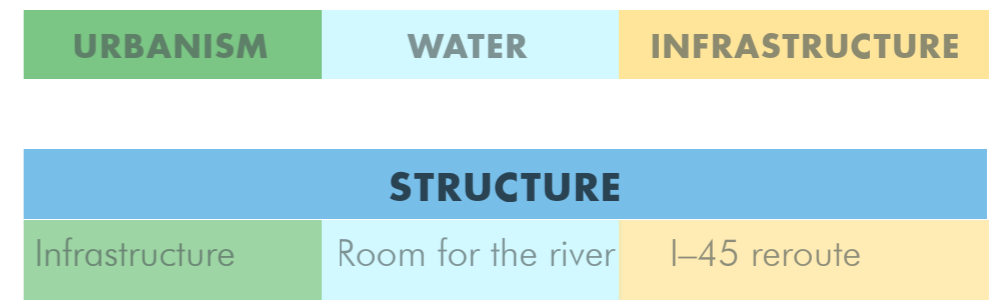 URBANISM WATER INFRASTRUCTURE
STRUCTURE
Infrastructure Room for the river I–45 reroute